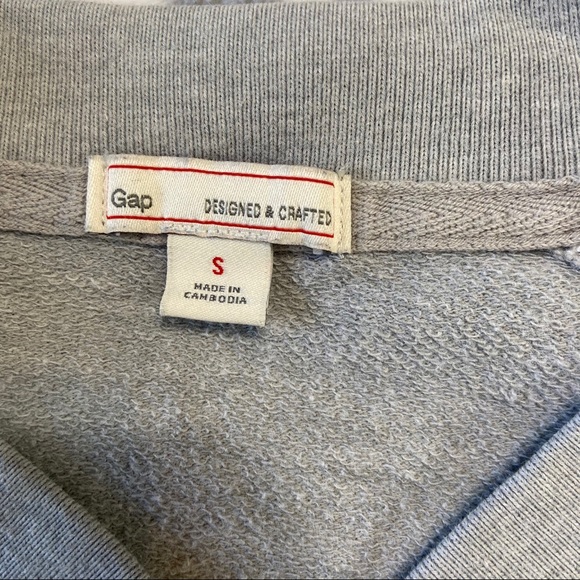 Gap DESIGNED & CRAFTED
S
MADE IN
CAMBODIA